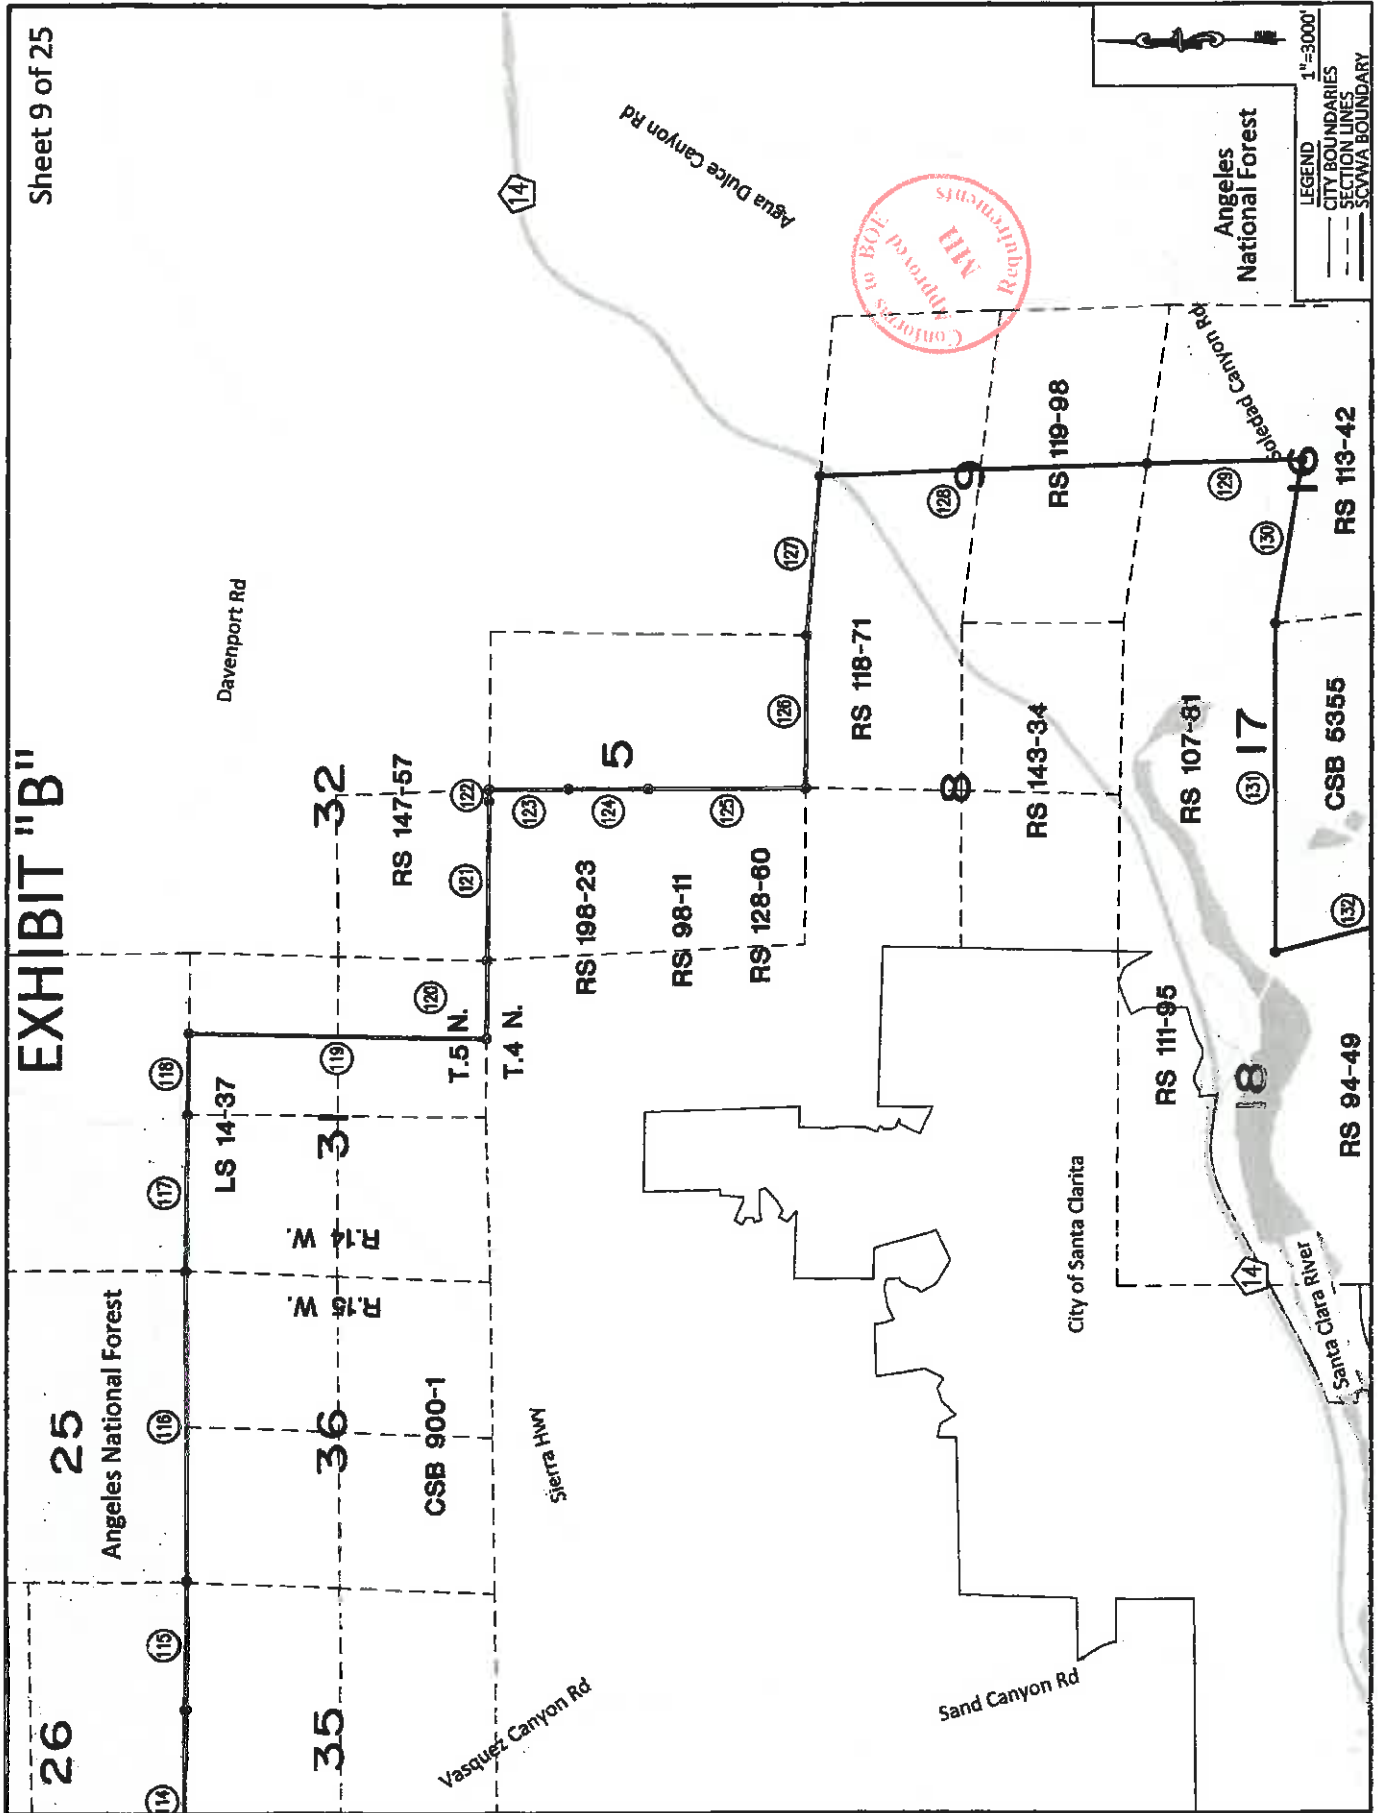 Sheet 9 of 25
EXHIBIT "B"
26
25
Angeles National Forest
114
115
116
117
118
LS 14-37
35
36
31
32
R.15 W.
R.14 W.
119
120
CSB 900-1
RS 147-57
Davenport Rd
T.5 N.
T.4 N.
121
122
123
124
125
5
RS 198-23
RS 98-11
RS 128-60
Vasquez Canyon Rd
Sierra Hwy
14
Agua Dulce Canyon Rd
126
127
RS 118-71
128
9
8
RS 143-34
RS 119-98
Conforms to BOE
Approved
MH
Requirements
Sand Canyon Rd
City of Santa Clarita
RS 111-95
RS 107-81
129
Soledad Canyon Rd
130
131
17
16
18
14
Santa Clara River
RS 94-49
132
CSB 5355
RS 113-42
Angeles
National Forest
LEGEND 1"=3000'
CITY BOUNDARIES
SECTION LINES
SCVWA BOUNDARY